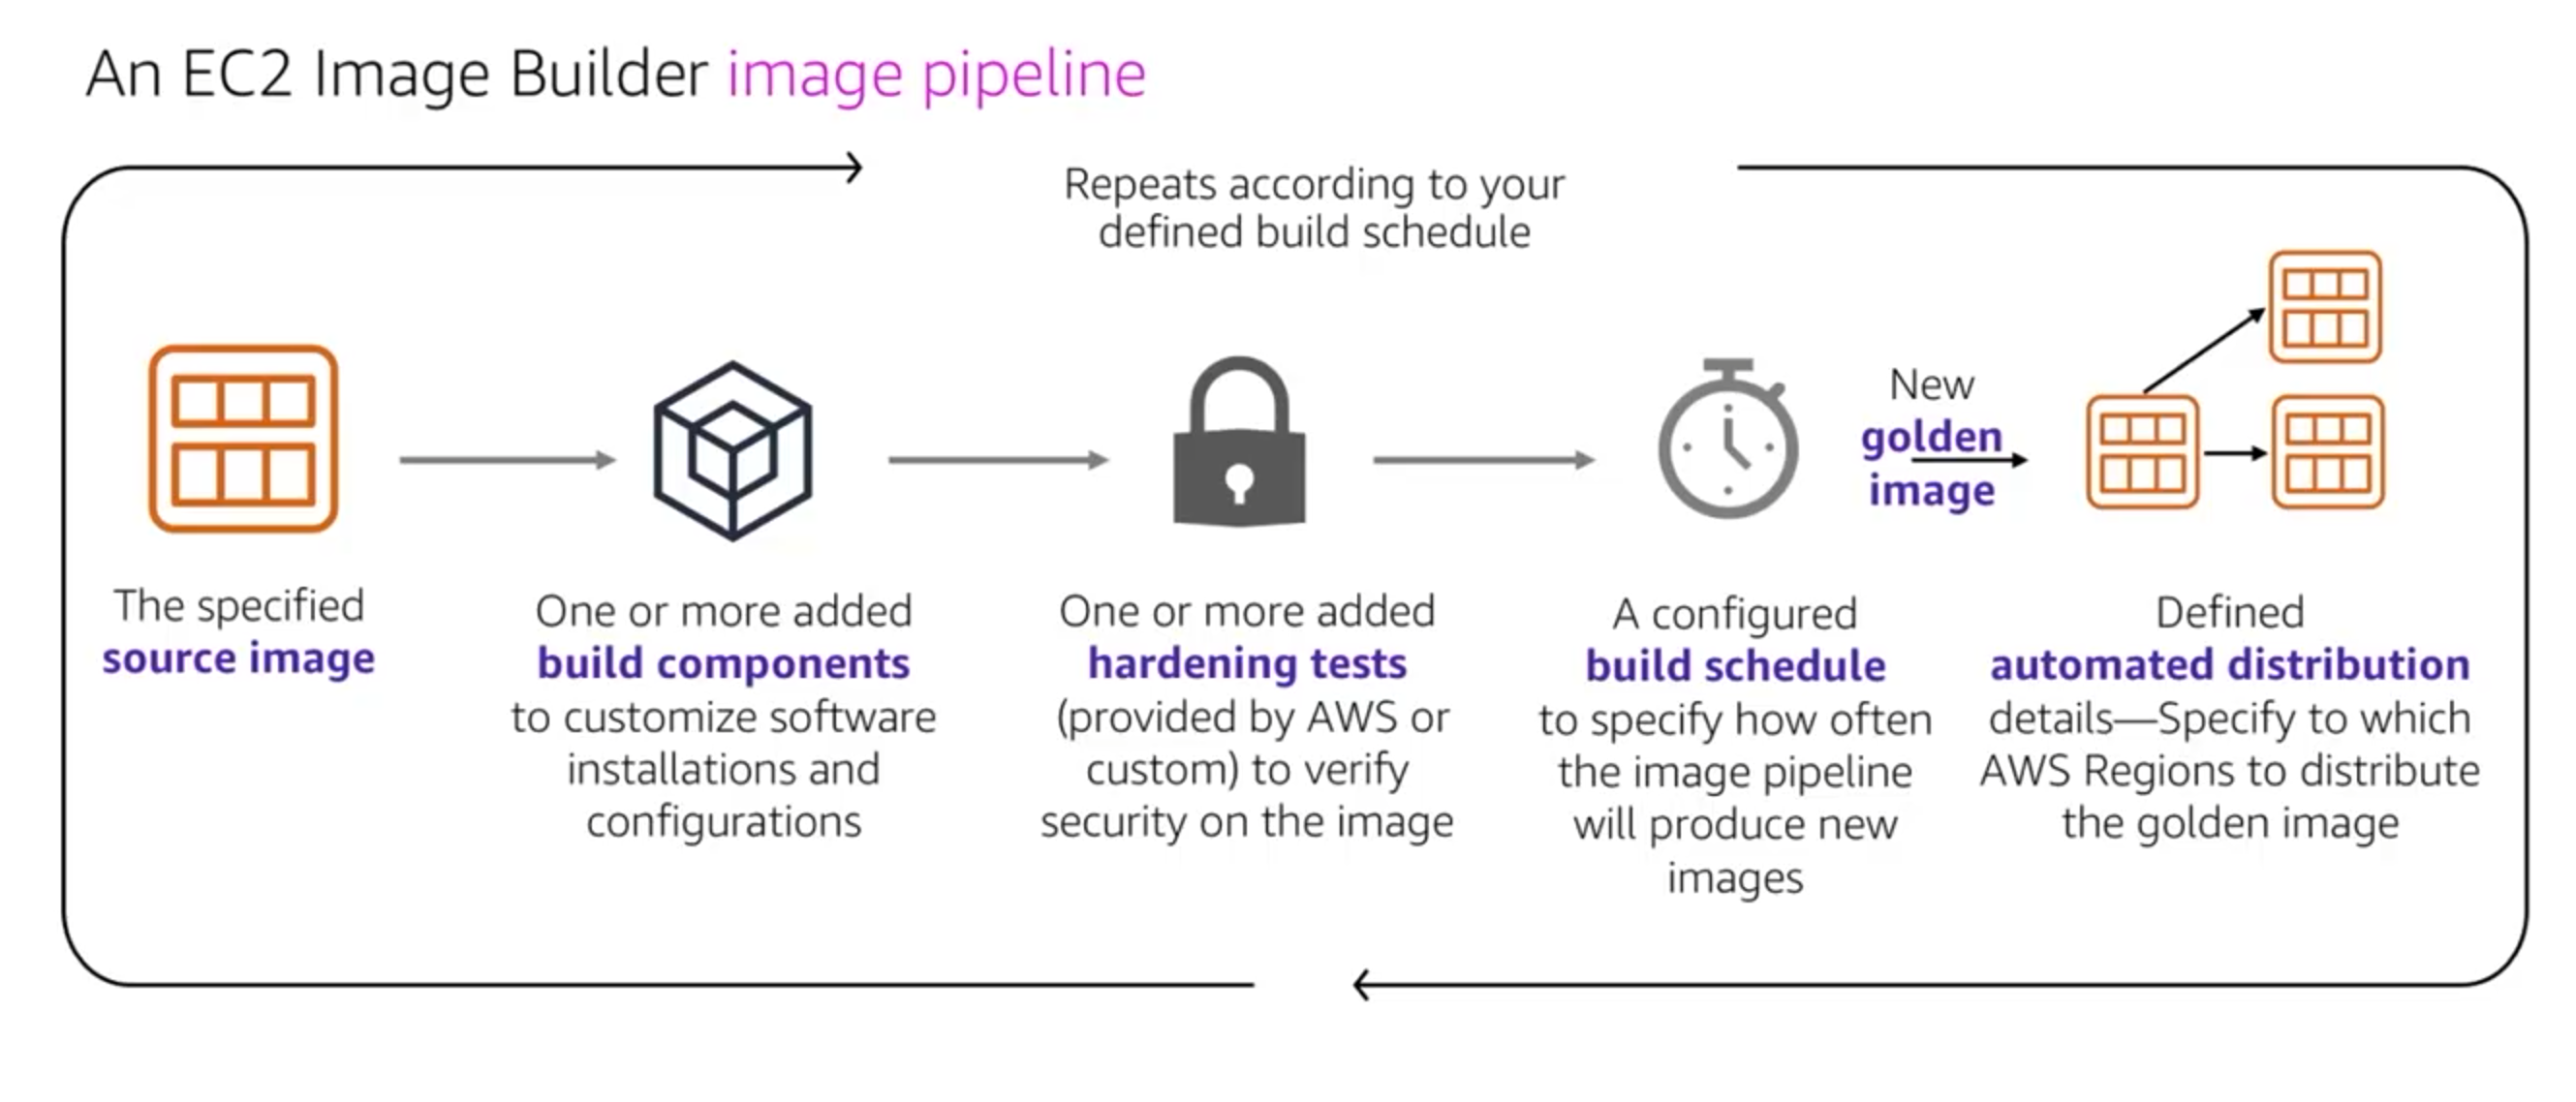 An EC2 Image Builder image pipeline
Repeats according to your
defined build schedule
The specified
source image
One or more added
build components
to customize software
installations and
configurations
One or more added
hardening tests
(provided by AWS or
custom) to verify
security on the image
A configured
build schedule
to specify how often
the image pipeline
will produce new
images
New
golden
image
Defined
automated distribution
details—Specify to which
AWS Regions to distribute
the golden image